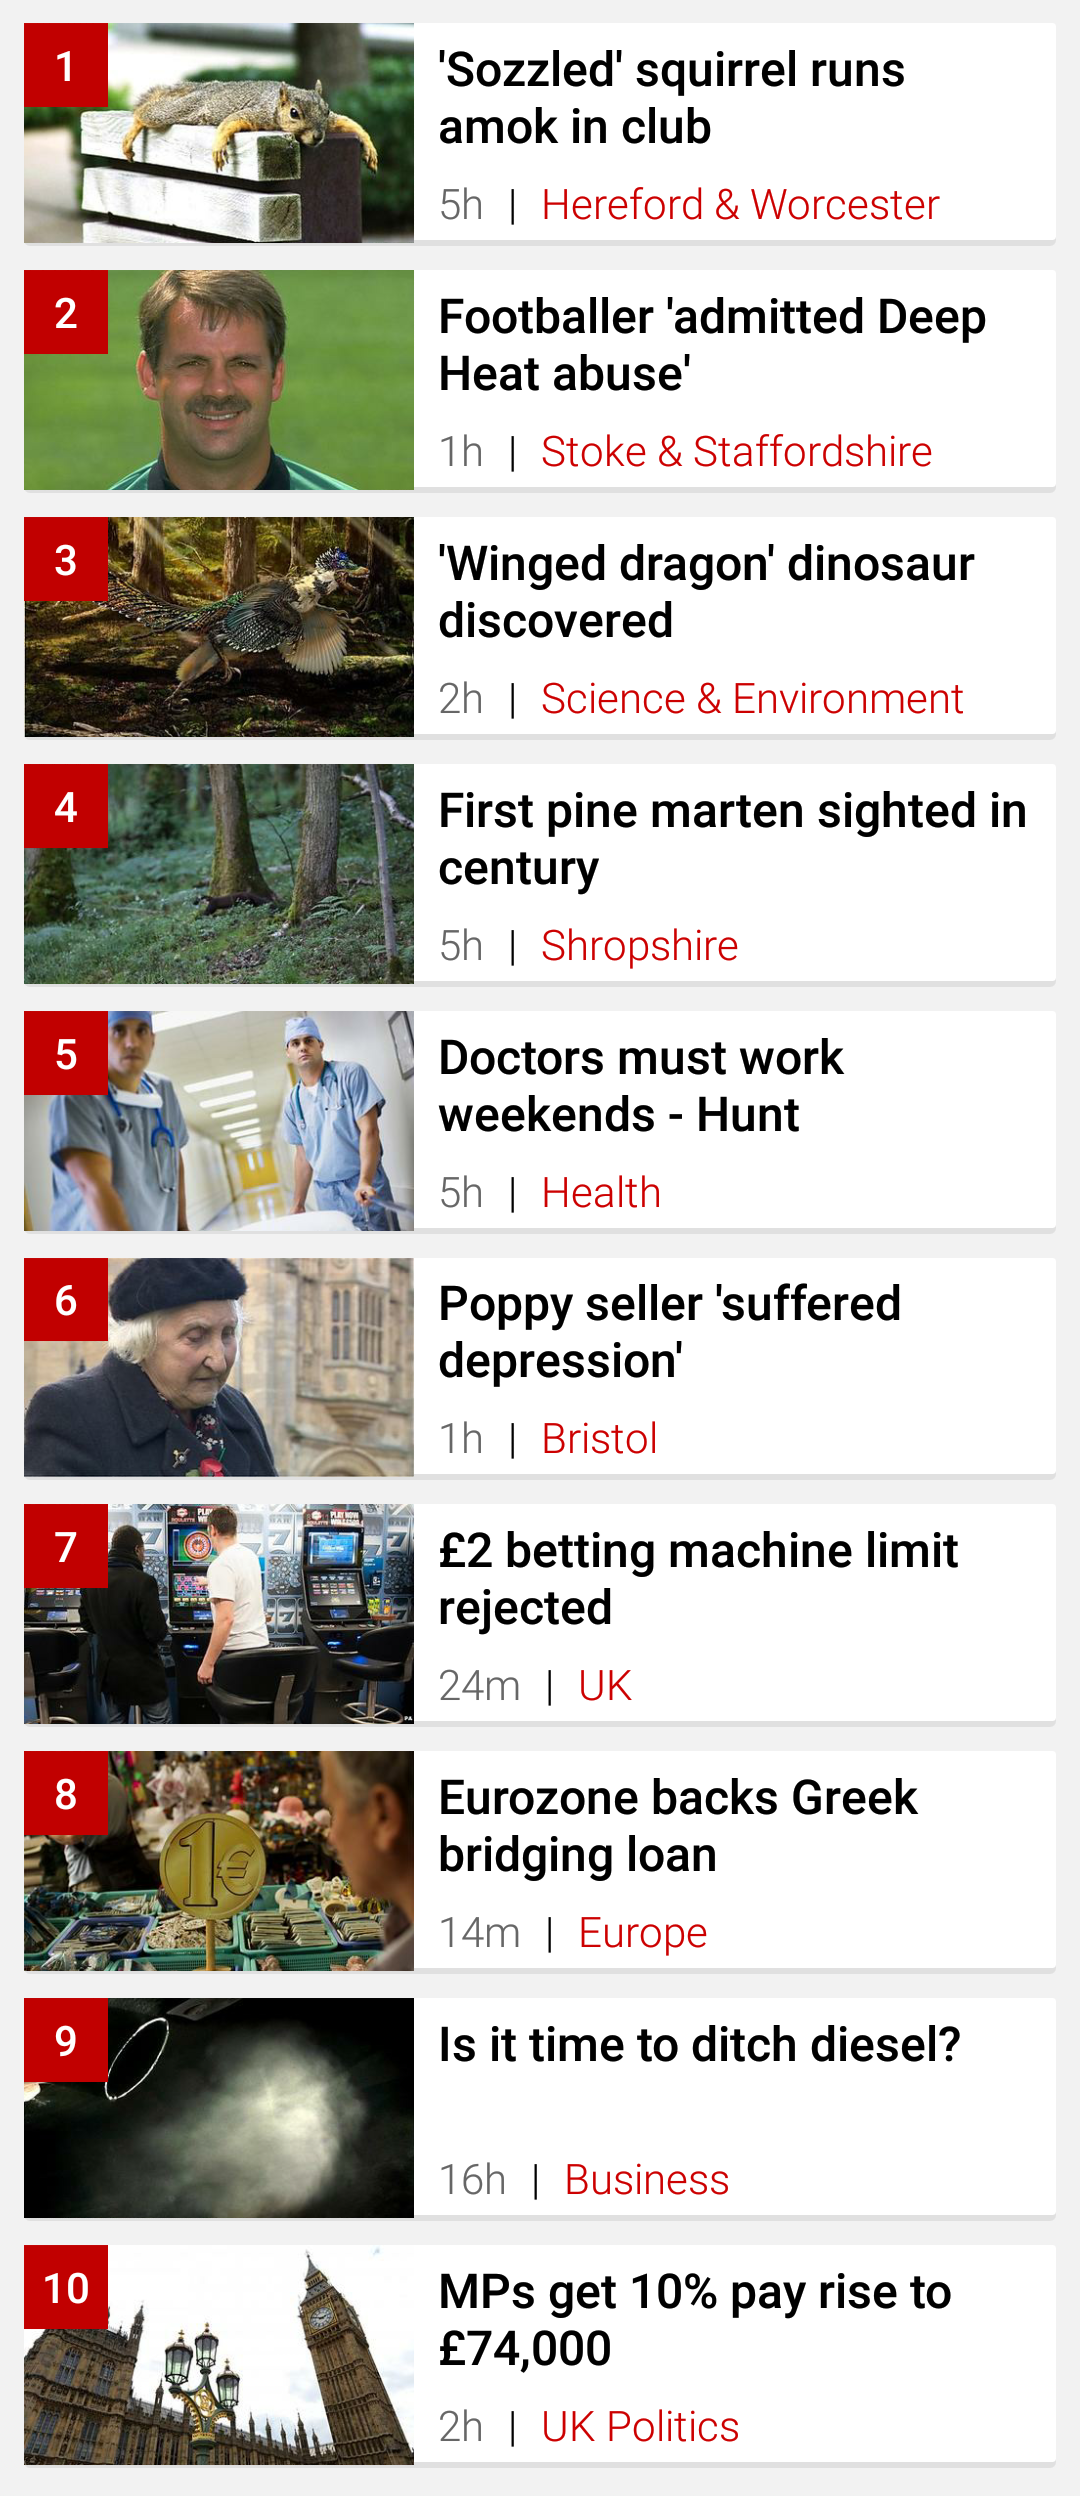 1
'Sozzled' squirrel runs
amok in club
5h | Hereford & Worcester
2
Footballer 'admitted Deep
Heat abuse'
1h | Stoke & Staffordshire
3
'Winged dragon' dinosaur
discovered
2h | Science & Environment
4
First pine marten sighted in
century
5h | Shropshire
5
Doctors must work
weekends - Hunt
5h | Health
6
Poppy seller 'suffered
depression'
1h | Bristol
7
£2 betting machine limit
rejected
24m | UK
8
1€
Eurozone backs Greek
bridging loan
14m | Europe
9
Is it time to ditch diesel?
16h | Business
10
MPs get 10% pay rise to
£74,000
2h | UK Politics